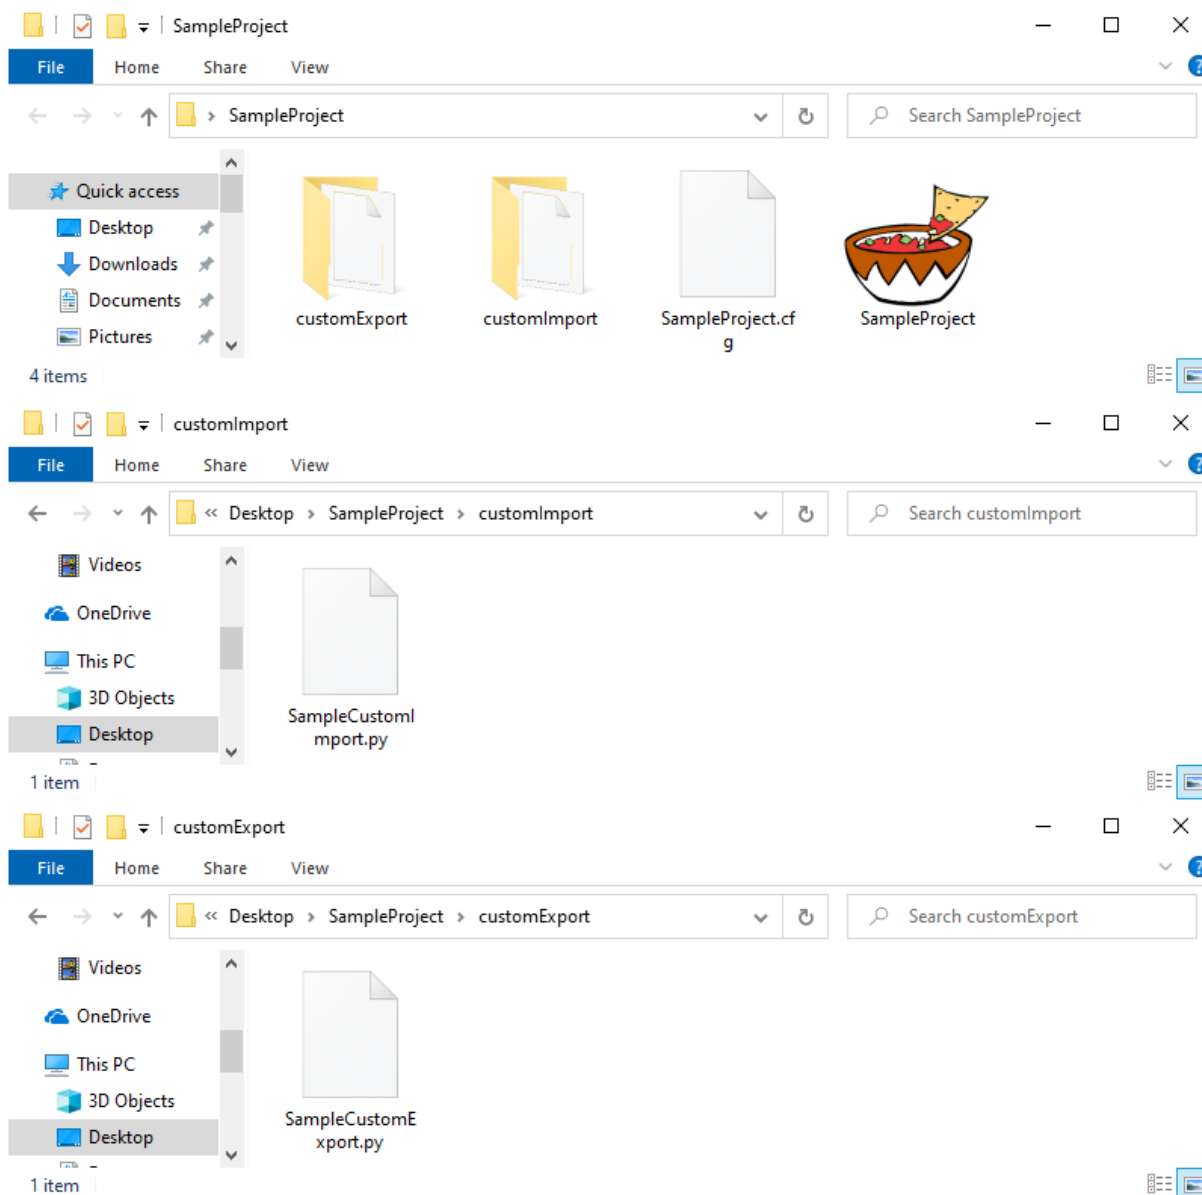 SampleProject
File Home Share View
SampleProject
Search SampleProject
Quick access
Desktop
Downloads
Documents
Pictures
customExport
customImport
SampleProject.cf
g
SampleProject
4 items
customImport
File Home Share View
« Desktop > SampleProject > customImport
Search customImport
Videos
OneDrive
This PC
3D Objects
Desktop
SampleCustomI
mport.py
1 item
customExport
File Home Share View
« Desktop > SampleProject > customExport
Search customExport
Videos
OneDrive
This PC
3D Objects
Desktop
SampleCustomE
xport.py
1 item